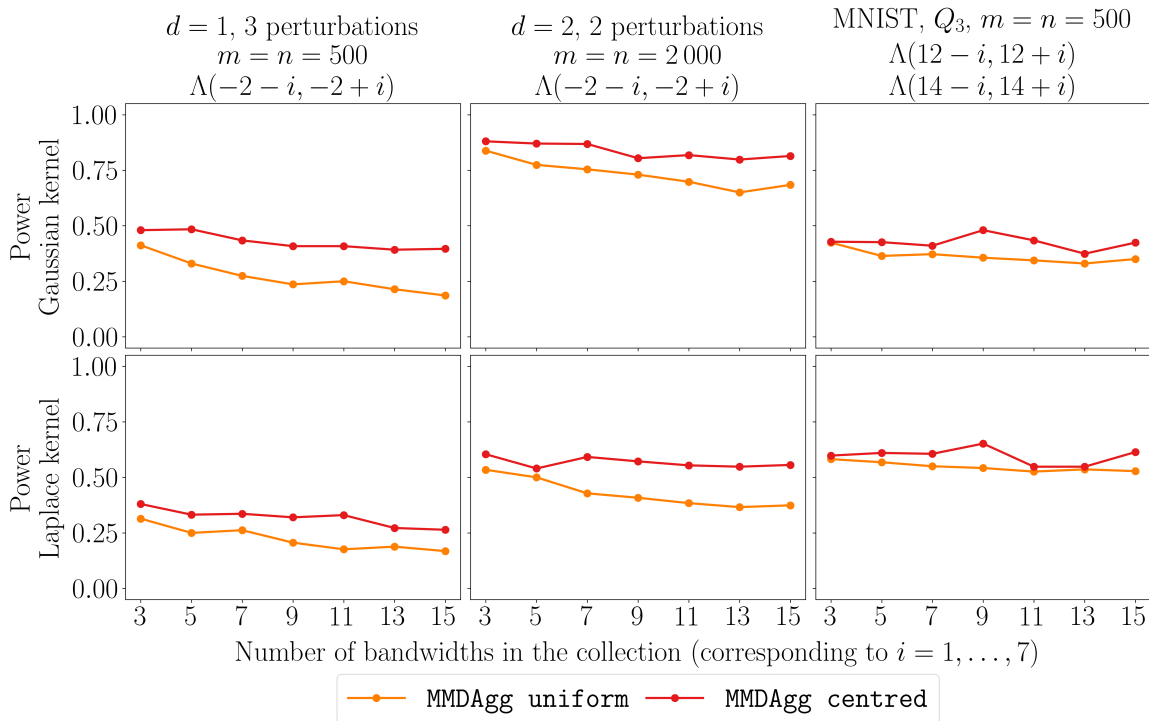 d = 1, 3 perturbations
m = n = 500
Λ(−2 − i, −2 + i)
d = 2, 2 perturbations
m = n = 2 000
Λ(−2 − i, −2 + i)
MNIST, Q₃, m = n = 500
Λ(12 − i, 12 + i)
Λ(14 − i, 14 + i)
Power
Gaussian kernel
1.00
0.75
0.50
0.25
0.00
Power
Laplace kernel
1.00
0.75
0.50
0.25
0.00
3 5 7 9 11 13 15
3 5 7 9 11 13 15
3 5 7 9 11 13 15
Number of bandwidths in the collection (corresponding to i = 1, . . . , 7)
MMDAgg uniform
MMDAgg centred